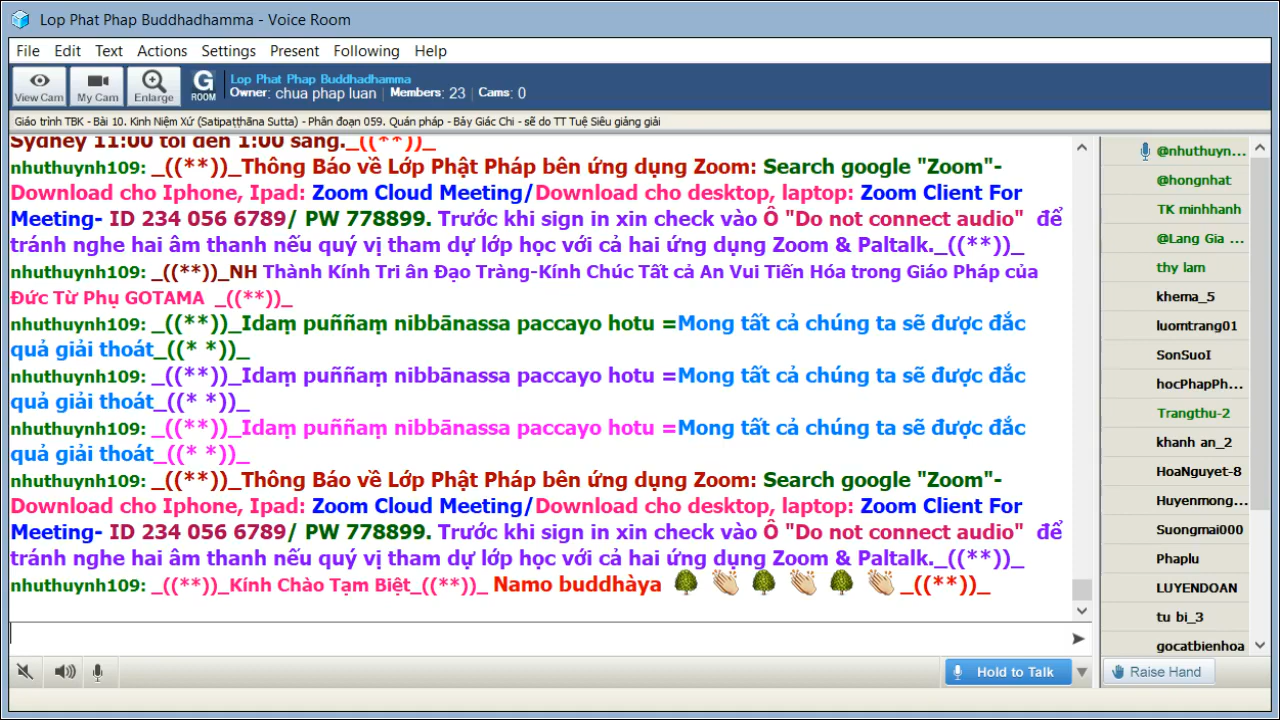 Lop Phat Phap Buddhadhamma - Voice Room
File Edit Text Actions Settings Present Following Help
View Cam My Cam Enlarge G ROOM
Lop Phat Phap Buddhadhamma
Owner: chua phap luan Members: 23 Cams: 0
Giáo trình TBK - Bài 10. Kinh Niệm Xứ (Satipaṭṭhāna Sutta) - Phân đoạn 059. Quán pháp - Bảy Giác Chi - sẽ do TT Tuệ Siêu giảng giải
Sydney 11:00 tối đến 1:00 sáng._((**))_
nhuthuynh109: _((**))_Thông Báo về Lớp Phật Pháp bên ứng dụng Zoom: Search google "Zoom"-
Download cho Iphone, Ipad: Zoom Cloud Meeting/Download cho desktop, laptop: Zoom Client For
Meeting- ID 234 056 6789/ PW 778899. Trước khi sign in xin check vào Ô "Do not connect audio" để
tránh nghe hai âm thanh nếu quý vị tham dự lớp học với cả hai ứng dụng Zoom & Paltalk._((**))_
nhuthuynh109: _((**))_NH Thành Kính Tri ân Đạo Tràng-Kính Chúc Tất cả An Vui Tiến Hóa trong Giáo Pháp của
Đức Từ Phụ GOTAMA _((**))_
nhuthuynh109: _((**))_Idaṃ puññaṃ nibbānassa paccayo hotu =Mong tất cả chúng ta sẽ được đắc
quả giải thoát_((* *))_
nhuthuynh109: _((**))_Idaṃ puññaṃ nibbānassa paccayo hotu =Mong tất cả chúng ta sẽ được đắc
quả giải thoát_((* *))_
nhuthuynh109: _((**))_Idaṃ puññaṃ nibbānassa paccayo hotu =Mong tất cả chúng ta sẽ được đắc
quả giải thoát_((* *))_
nhuthuynh109: _((**))_Thông Báo về Lớp Phật Pháp bên ứng dụng Zoom: Search google "Zoom"-
Download cho Iphone, Ipad: Zoom Cloud Meeting/Download cho desktop, laptop: Zoom Client For
Meeting- ID 234 056 6789/ PW 778899. Trước khi sign in xin check vào Ô "Do not connect audio" để
tránh nghe hai âm thanh nếu quý vị tham dự lớp học với cả hai ứng dụng Zoom & Paltalk._((**))_
nhuthuynh109: _((**))_Kính Chào Tạm Biệt_((**))_ Namo buddhàya 🌳 👏 🌳 👏 🌳 👏 _((**))_
@nhuthuyn...
@hongnhat
TK minhhanh
@Lang Gia ...
thy lam
khema_5
luomtrang01
SonSuoI
hocPhapPh...
Trangthu-2
khanh an_2
HoaNguyet-8
Huyenmong...
Suongmai000
Phaplu
LUYENDOAN
tu bi_3
gocatbienhoa
Hold to Talk
Raise Hand